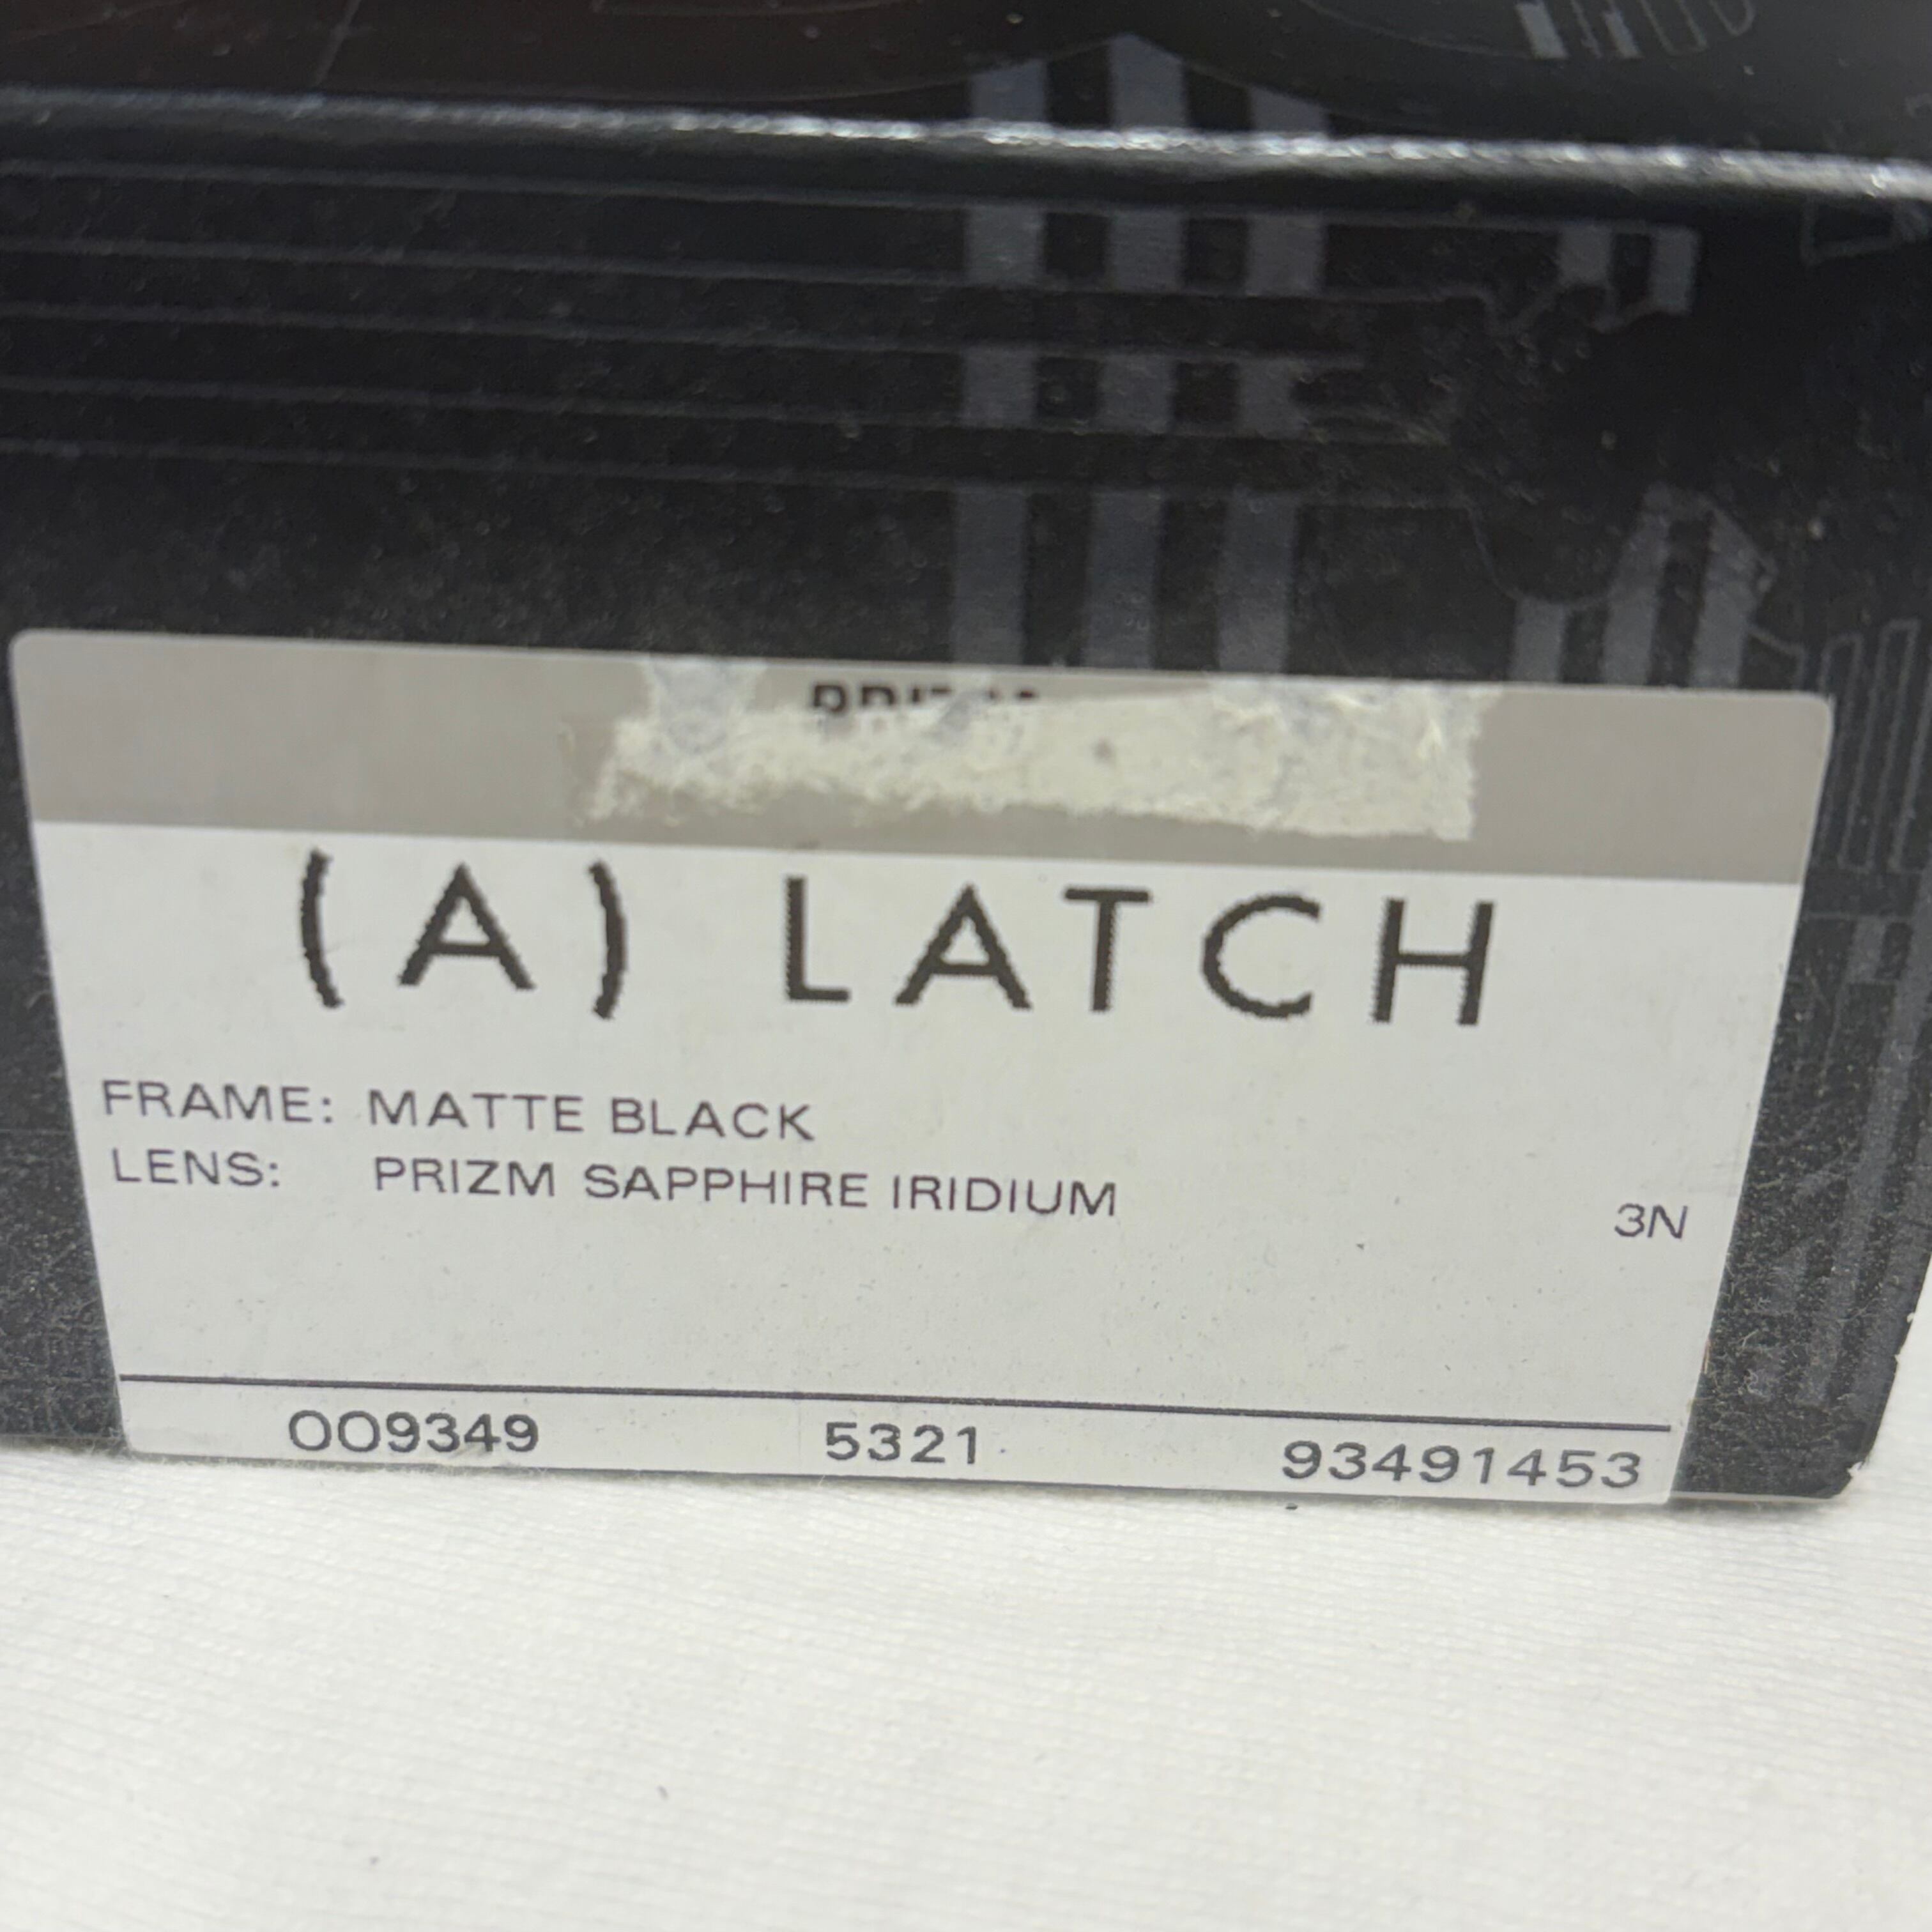 (A) LATCH
FRAME: MATTE BLACK
LENS: PRIZM SAPPHIRE IRIDIUM
3N
OO9349 5321 93491453